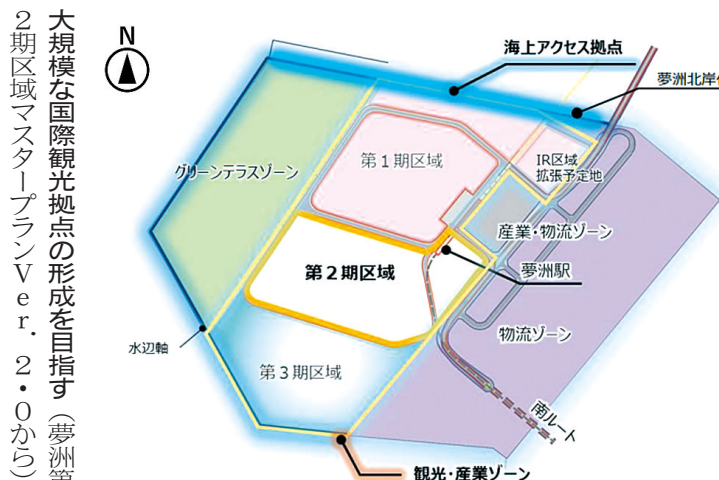 大規模な国際観光拠点の形成を目指す（夢洲第
２期区域マスタープランＶｅｒ．２・０から）
N
海上アクセス拠点
夢洲北岸
グリーンテラスゾーン
第１期区域
IR区域
拡張予定地
産業・物流ゾーン
第２期区域
夢洲駅
物流ゾーン
水辺軸
第３期区域
南ルート
観光・産業ゾーン